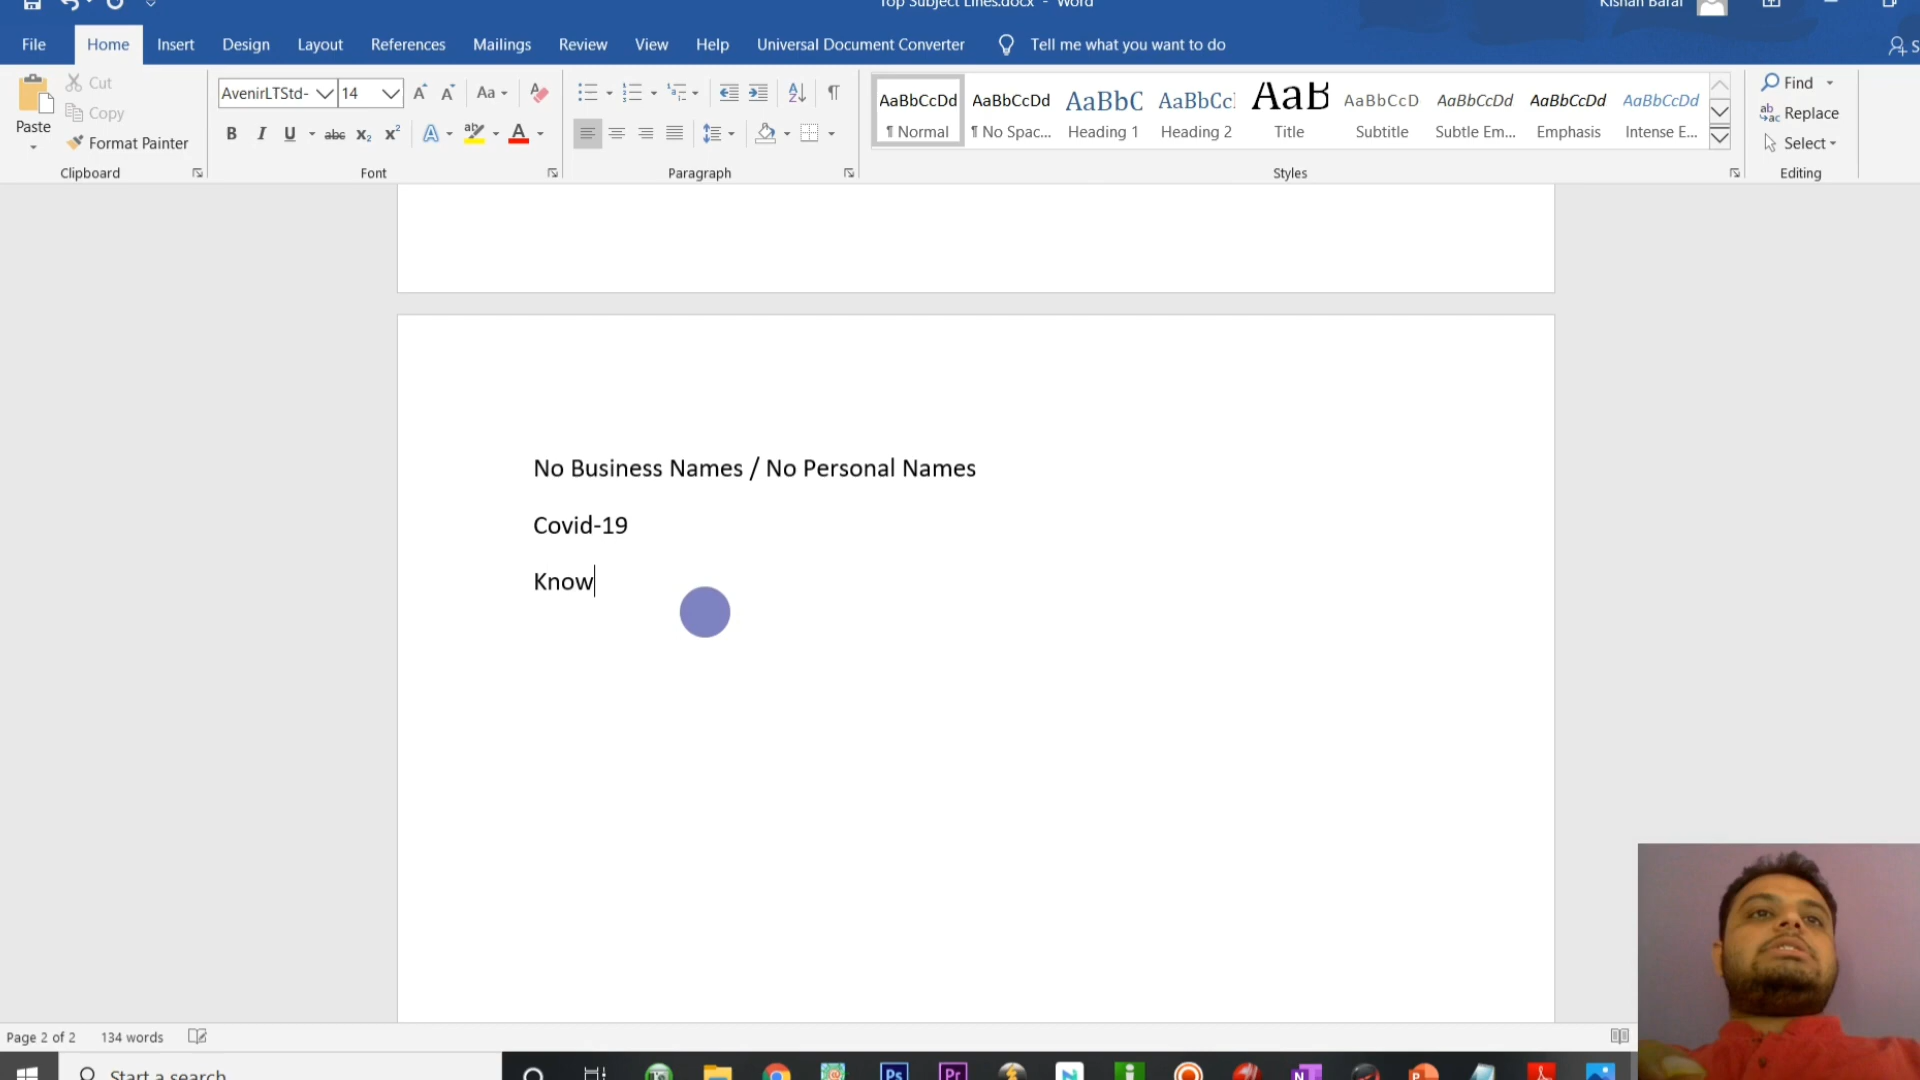 Top Subject Lines.docx - Word
Kishan Baral
File Home Insert Design Layout References Mailings Review View Help Universal Document Converter Tell me what you want to do
Paste
Cut
Copy
Format Painter
Clipboard
AvenirLTStd- 14
Font
Paragraph
AaBbCcDd AaBbCcDd AaBbC AaBbCc AaB AaBbCcD AaBbCcDd AaBbCcDd AaBbCcDd
¶ Normal ¶ No Spac... Heading 1 Heading 2 Title Subtitle Subtle Em... Emphasis Intense E...
Styles
Find
Replace
Select
Editing
No Business Names / No Personal Names
Covid-19
Know
Page 2 of 2 134 words
Start a search